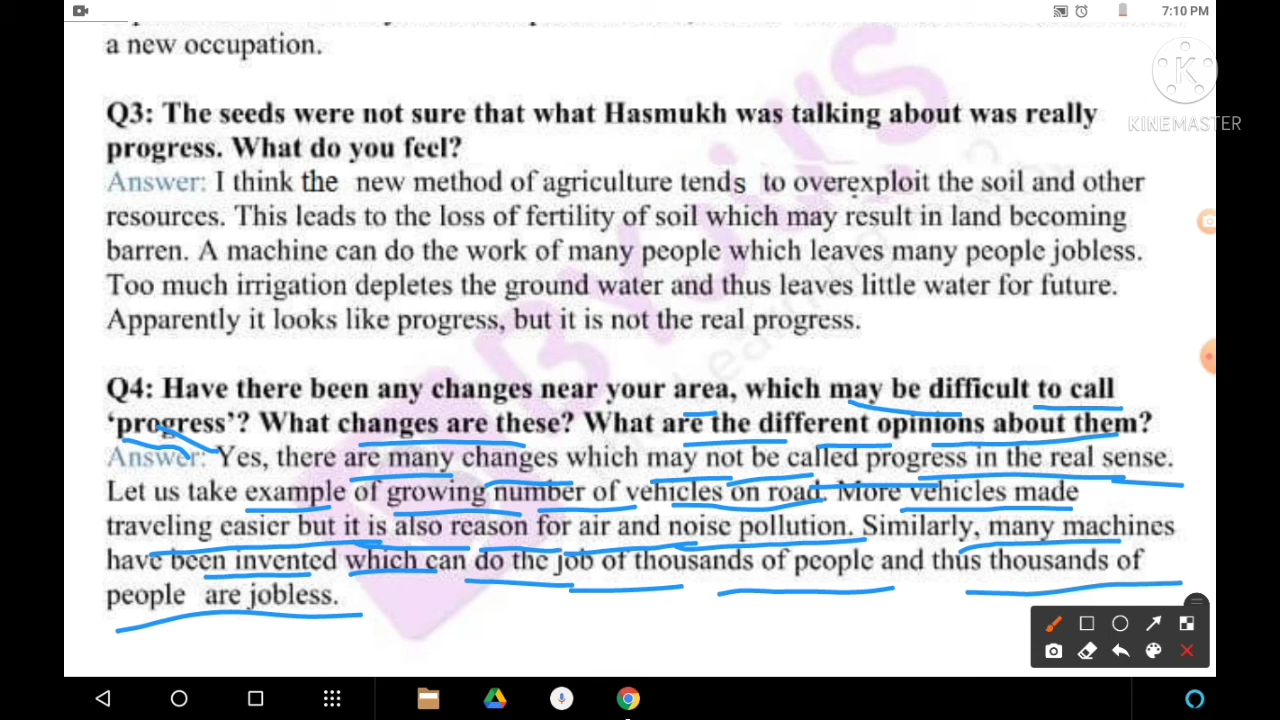 7:10 PM
a new occupation.
KINEMASTER
Q3: The seeds were not sure that what Hasmukh was talking about was really
progress. What do you feel?
Answer: I think the new method of agriculture tends to overexploit the soil and other
resources. This leads to the loss of fertility of soil which may result in land becoming
barren. A machine can do the work of many people which leaves many people jobless.
Too much irrigation depletes the ground water and thus leaves little water for future.
Apparently it looks like progress, but it is not the real progress.
Q4: Have there been any changes near your area, which may be difficult to call
‘progress’? What changes are these? What are the different opinions about them?
Answer: Yes, there are many changes which may not be called progress in the real sense.
Let us take example of growing number of vehicles on road. More vehicles made
traveling easier but it is also reason for air and noise pollution. Similarly, many machines
have been invented which can do the job of thousands of people and thus thousands of
people are jobless.
BYJU'S